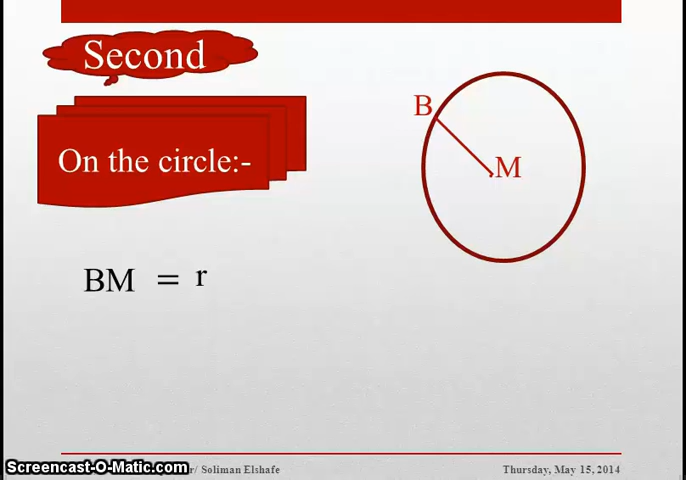 Second
On the circle:-
B
M
BM = r
Screencast-O-Matic.com
r/ Soliman Elshafe
Thursday, May 15, 2014